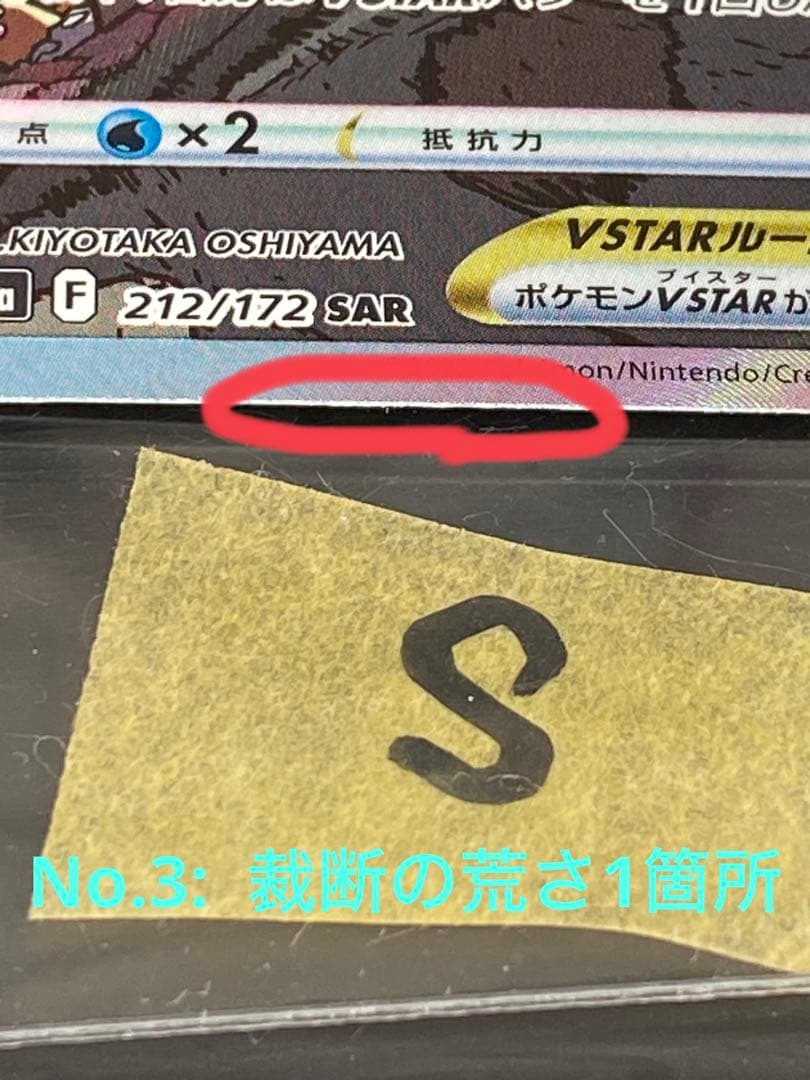 点 ×2 抵抗力
.KIYOTAKA OSHIYAMA
VSTARルー
F 212/172 SAR
ブイスター
ポケモンVSTARか
mon/Nintendo/Cre
S
No.3: 裁断の荒さ1箇所